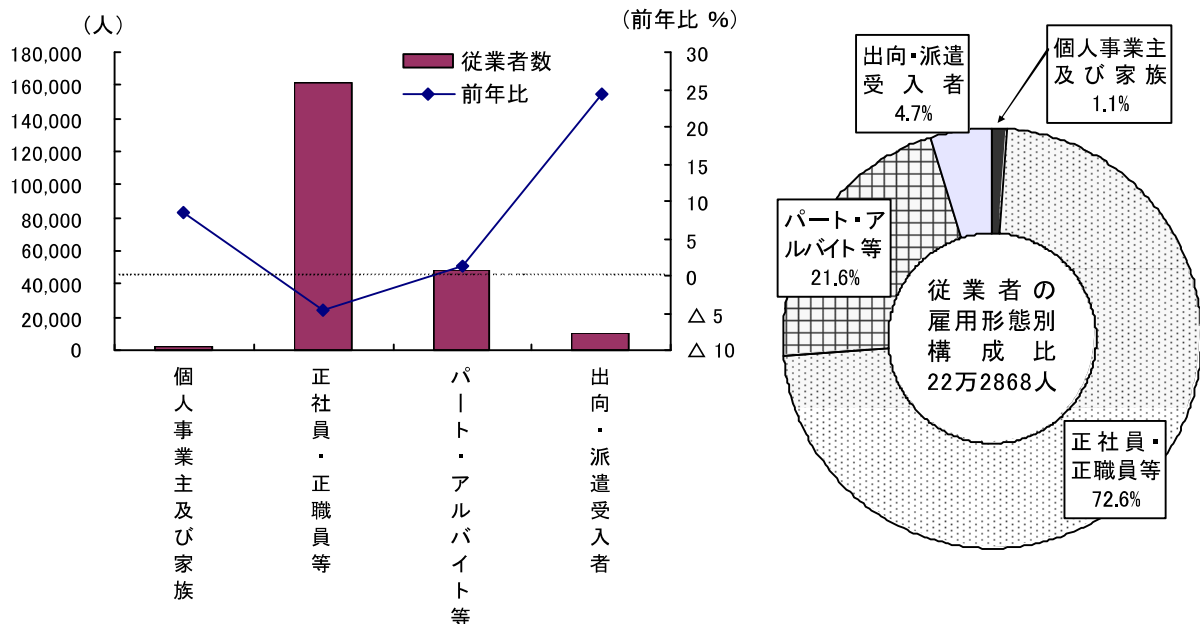 （人）
（前年比 %）
180,000
160,000
140,000
120,000
100,000
80,000
60,000
40,000
20,000
0
従業者数
前年比
30
25
20
15
10
5
0
△ 5
△ 10
個人事業主及び家族
正社員・正職員等
パート・アルバイト等
出向・派遣受入者
出向・派遣
受入者
4.7%
個人事業主
及び家族
1.1%
パート・ア
ルバイト等
21.6%
従業者の
雇用形態別
構成比
22万2868人
正社員・
正職員等
72.6%